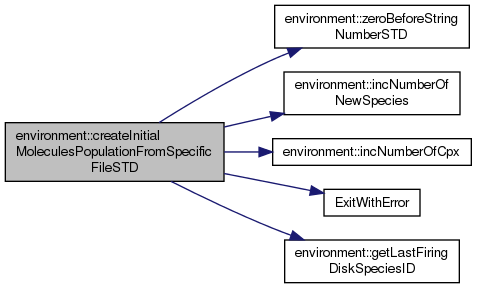 environment::zeroBeforeString
NumberSTD
environment::incNumberOf
NewSpecies
environment::createInitial
MoleculesPopulationFromSpecific
FileSTD
environment::incNumberOfCpx
ExitWithError
environment::getLastFiring
DiskSpeciesID